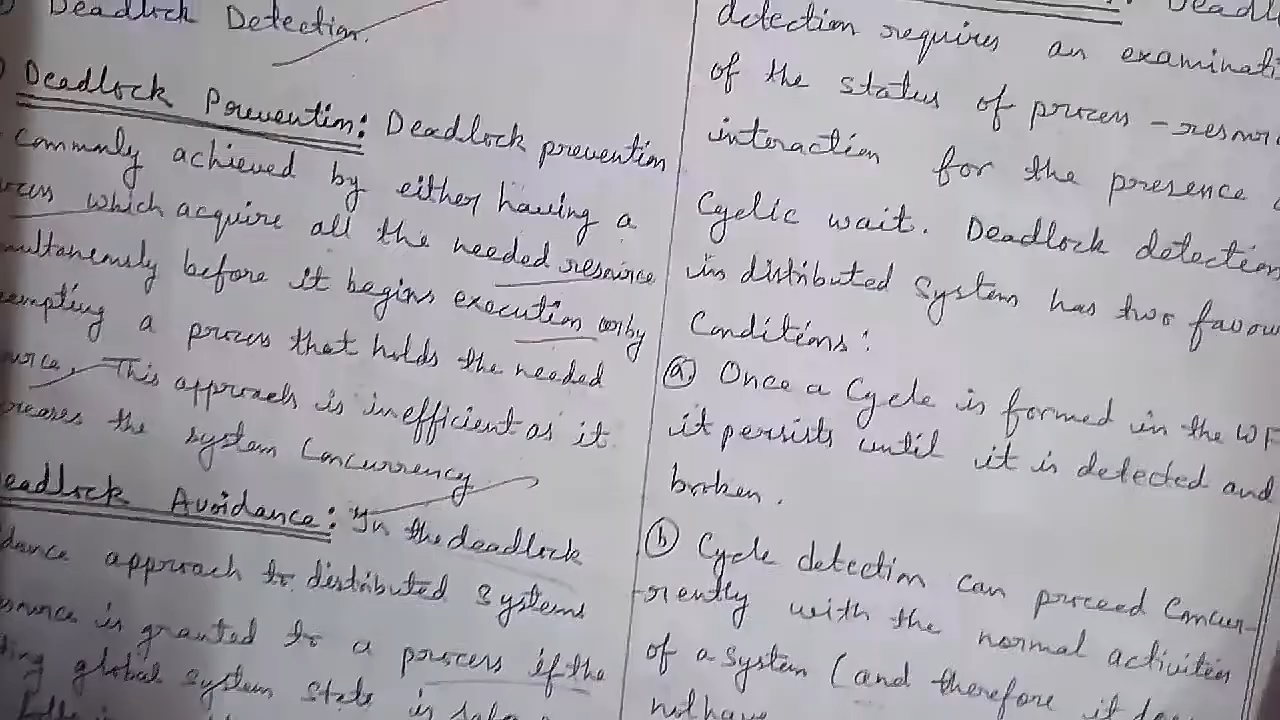 Deadlock Detection.
Deadlock Prevention: Deadlock prevention
Commonly achieved by either having a
which acquire all the needed resource
before it begins execution or by
a process that holds the needed
This approach is inefficient as it
the system Concurrency
Deadlock Avoidance: In the deadlock
approach to distributed systems
is granted to a process if the
global system state is safe
detection requires an examinati
of the status of process - resour
interaction for the presence
Cyclic wait. Deadlock detection
in distributed system has two favou
Conditions:
(a) Once a Cycle is formed in the WF
it persists until it is detected and
broken.
(b) Cycle detection can proceed Concur-
-rently with the normal activities
of a system (and therefore it does
not have